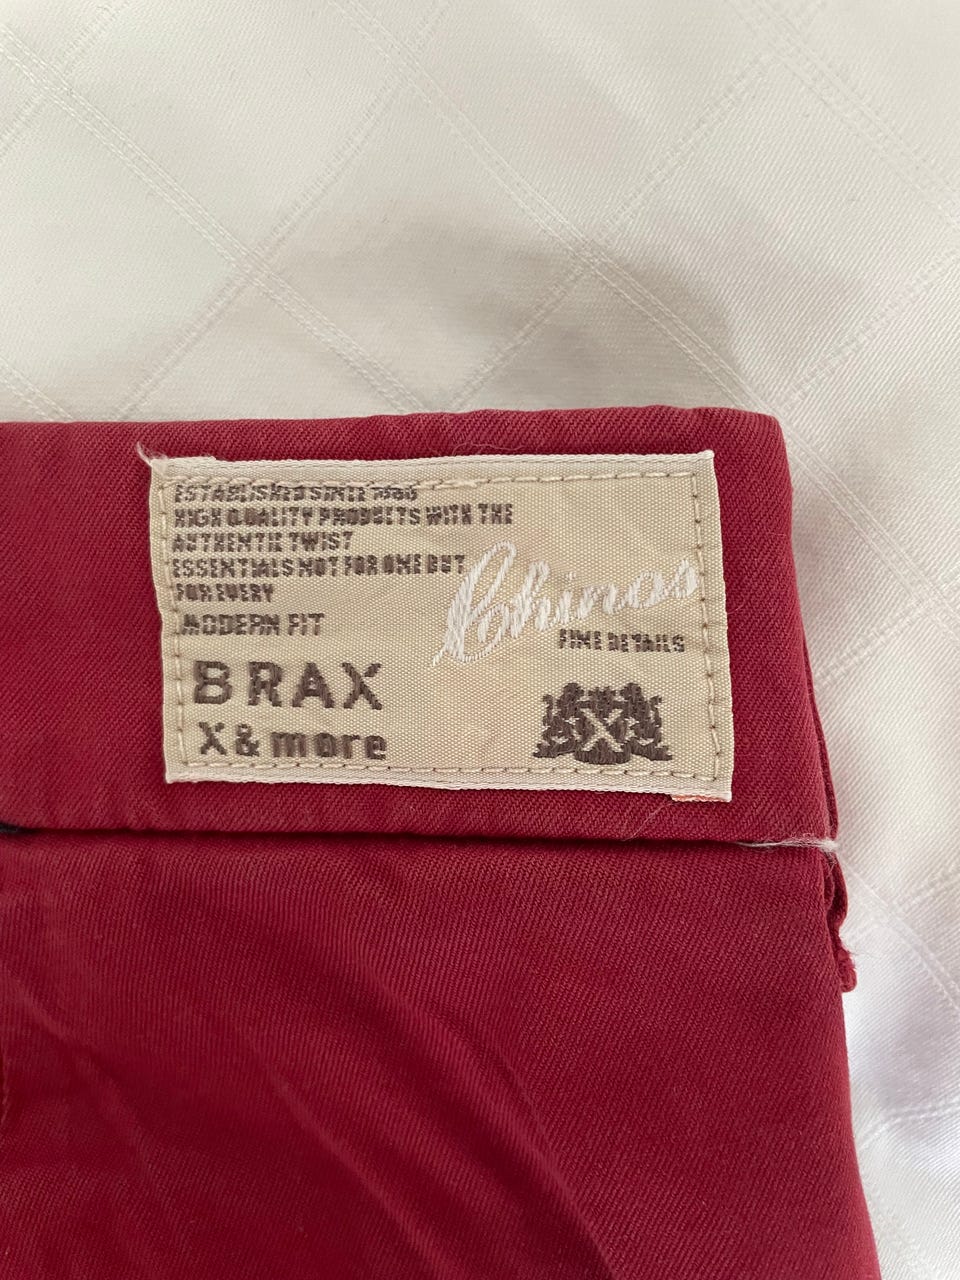 ESTABLISHED SINCE
HIGH QUALITY PRODUCTS WITH THE
AUTHENTIC TWIST
ESSENTIALS NOT FOR ONE BUT
FOR EVERY
MODERN FIT
Chinos
FINE DETAILS
BRAX
X & more
X